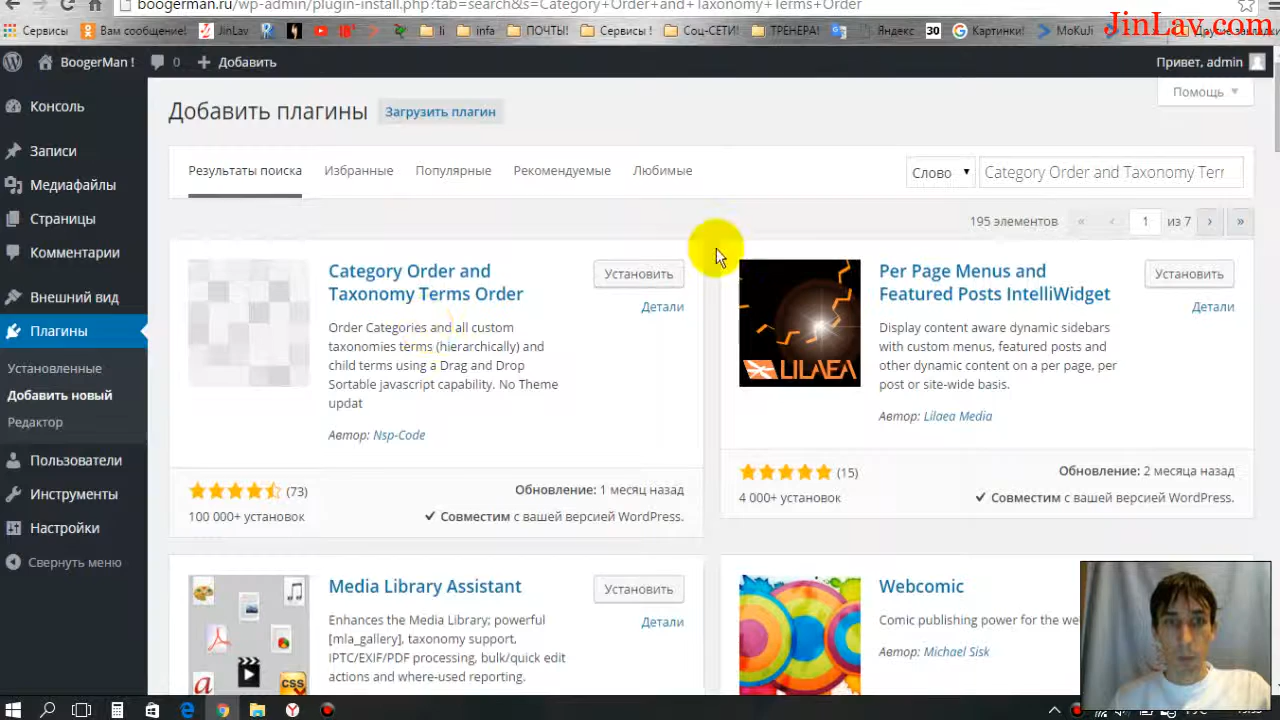 boogerman.ru/wp-admin/plugin-install.php?tab=search&s=Category+Order+and+Taxonomy+Terms+Order
JinLav.com
Сервисы
Вам сообщение!
JinLav
li
infa
ПОЧТЫ!
Сервисы !
Соц-СЕТИ!
ТРЕНЕРА!
Яндекс
30
Картинки!
MoKuJi
Другие закладки
BoogerMan !
0
Добавить
Привет, admin
Консоль
Записи
Медиафайлы
Страницы
Комментарии
Внешний вид
Плагины
Установленные
Добавить новый
Редактор
Пользователи
Инструменты
Настройки
Свернуть меню
Помощь
Добавить плагины
Загрузить плагин
Результаты поиска
Избранные
Популярные
Рекомендуемые
Любимые
Слово
Category Order and Taxonomy Terr
195 элементов
«
‹
1
из 7
›
»
Category Order and
Taxonomy Terms Order
Установить
Детали
Order Categories and all custom
taxonomies terms (hierarchically) and
child terms using a Drag and Drop
Sortable javascript capability. No Theme
updat
Автор: Nsp-Code
(73)
100 000+ установок
Обновление: 1 месяц назад
Совместим с вашей версией WordPress.
LILAEA
Per Page Menus and
Featured Posts IntelliWidget
Установить
Детали
Display content aware dynamic sidebars
with custom menus, featured posts and
other dynamic content on a per page, per
post or site-wide basis.
Автор: Lilaea Media
(15)
4 000+ установок
Обновление: 2 месяца назад
Совместим с вашей версией WordPress.
Media Library Assistant
Установить
Детали
Enhances the Media Library; powerful
[mla_gallery], taxonomy support,
IPTC/EXIF/PDF processing, bulk/quick edit
actions and where-used reporting.
a
CSS
Webcomic
Comic publishing power for the we
Автор: Michael Sisk